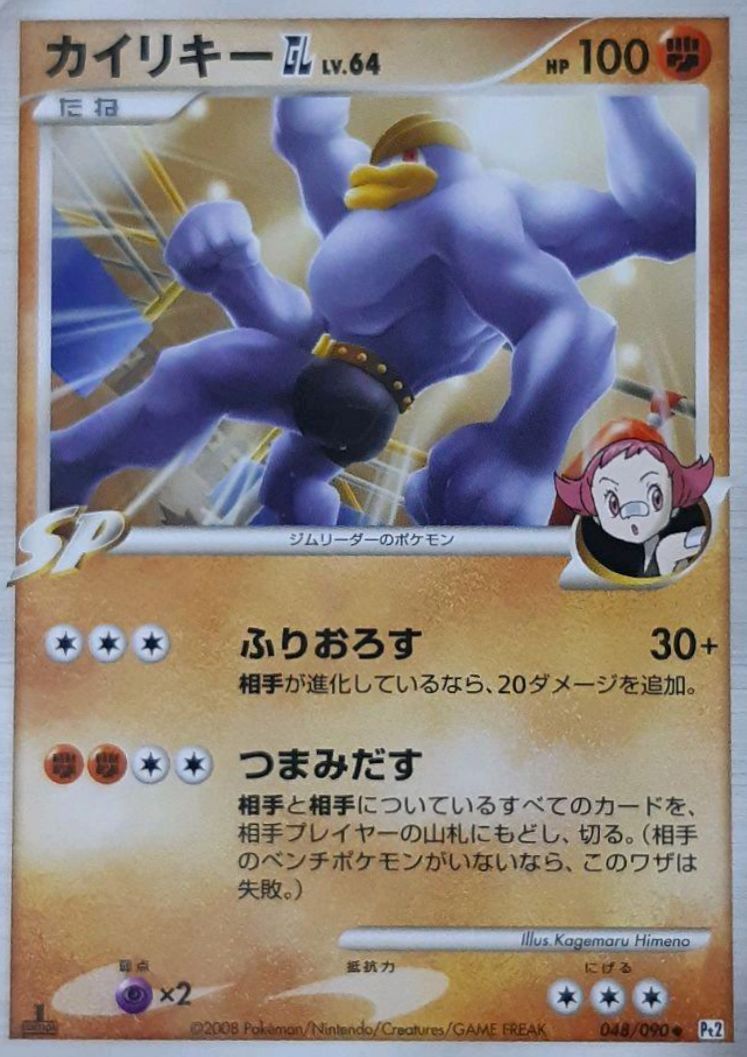 カイリキー GL LV.64 HP 100
たね
SP
ジムリーダーのポケモン
ふりおろす 30+
相手が進化しているなら、20ダメージを追加。
つまみだす
相手と相手についているすべてのカードを、
相手プレイヤーの山札にもどし、切る。（相手
のベンチポケモンがいないなら、このワザは
失敗。）
Illus. Kagemaru Himeno
弱点 抵抗力 にげる
×2
1
©2008 Pokémon/Nintendo/Creatures/GAME FREAK 048/090 Pt2